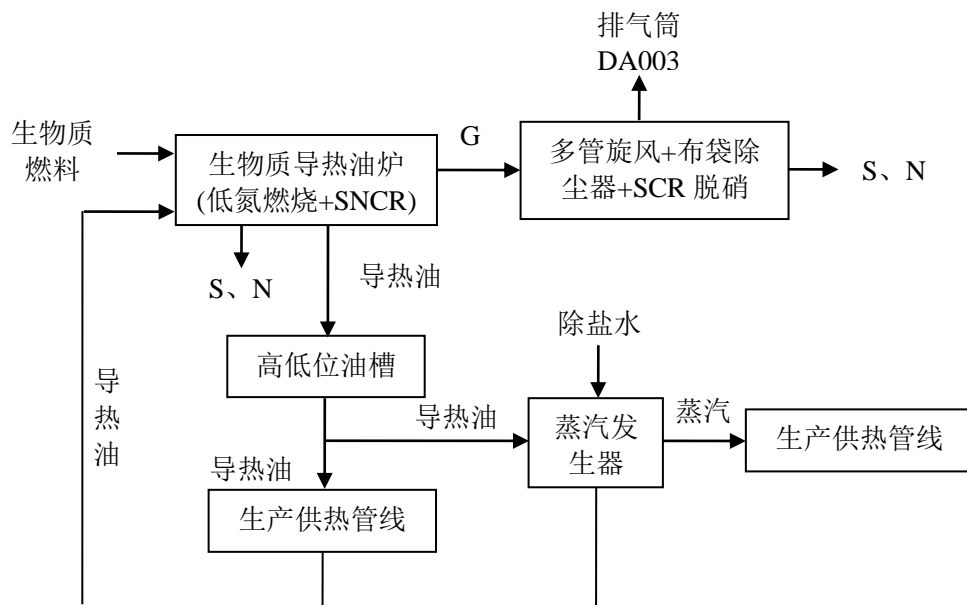 排气筒
DA003
生物质
燃料
G
生物质导热油炉
(低氮燃烧+SNCR)
多管旋风+布袋除
尘器+SCR 脱硝
S、N
S、N
导热油
除盐水
高低位油槽
导
热
油
导热油
蒸汽发
生器
蒸汽
生产供热管线
导热油
生产供热管线